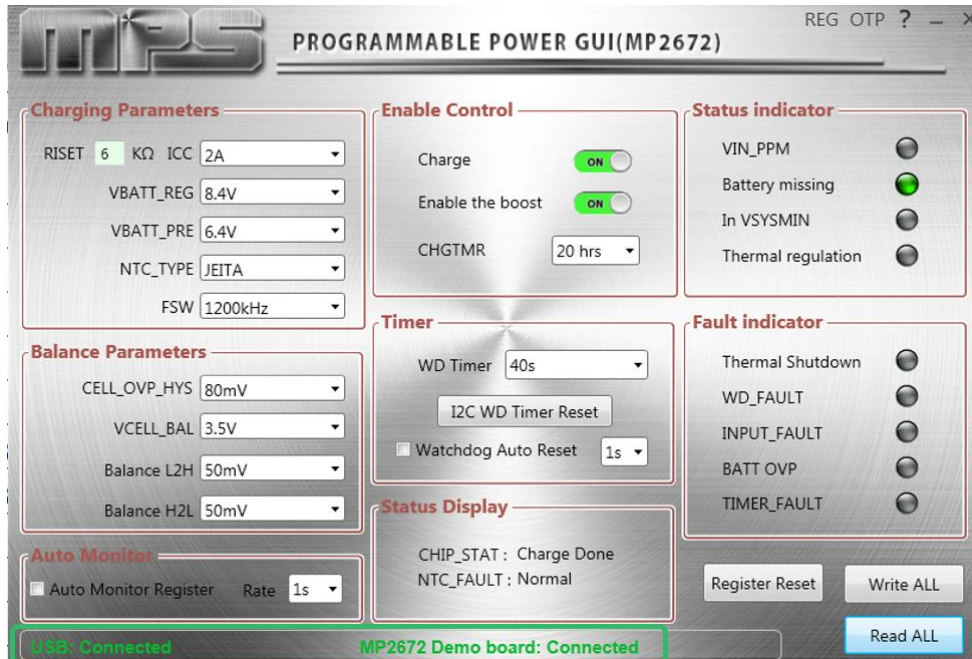 REG OTP ? –
mps
PROGRAMMABLE POWER GUI(MP2672)
Charging Parameters
RISET 6 KΩ ICC 2A
VBATT_REG 8.4V
VBATT_PRE 6.4V
NTC_TYPE JEITA
FSW 1200kHz
Balance Parameters
CELL_OVP_HYS 80mV
VCELL_BAL 3.5V
Balance L2H 50mV
Balance H2L 50mV
Auto Monitor
Auto Monitor Register Rate 1s
Enable Control
Charge ON
Enable the boost ON
CHGTMR 20 hrs
Timer
WD Timer 40s
I2C WD Timer Reset
Watchdog Auto Reset 1s
Status Display
CHIP_STAT : Charge Done
NTC_FAULT : Normal
Status indicator
VIN_PPM
Battery missing
In VSYSMIN
Thermal regulation
Fault indicator
Thermal Shutdown
WD_FAULT
INPUT_FAULT
BATT OVP
TIMER_FAULT
Register Reset Write ALL
Read ALL
USB: Connected MP2672 Demo board: Connected